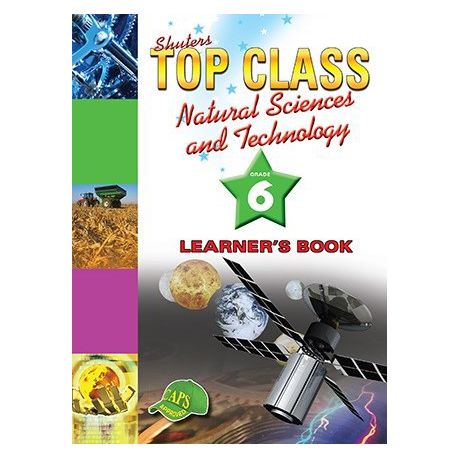 Shuters
TOP CLASS
Natural Sciences
and Technology
GRADE
6
LEARNER'S BOOK
CAPS
APPROVED